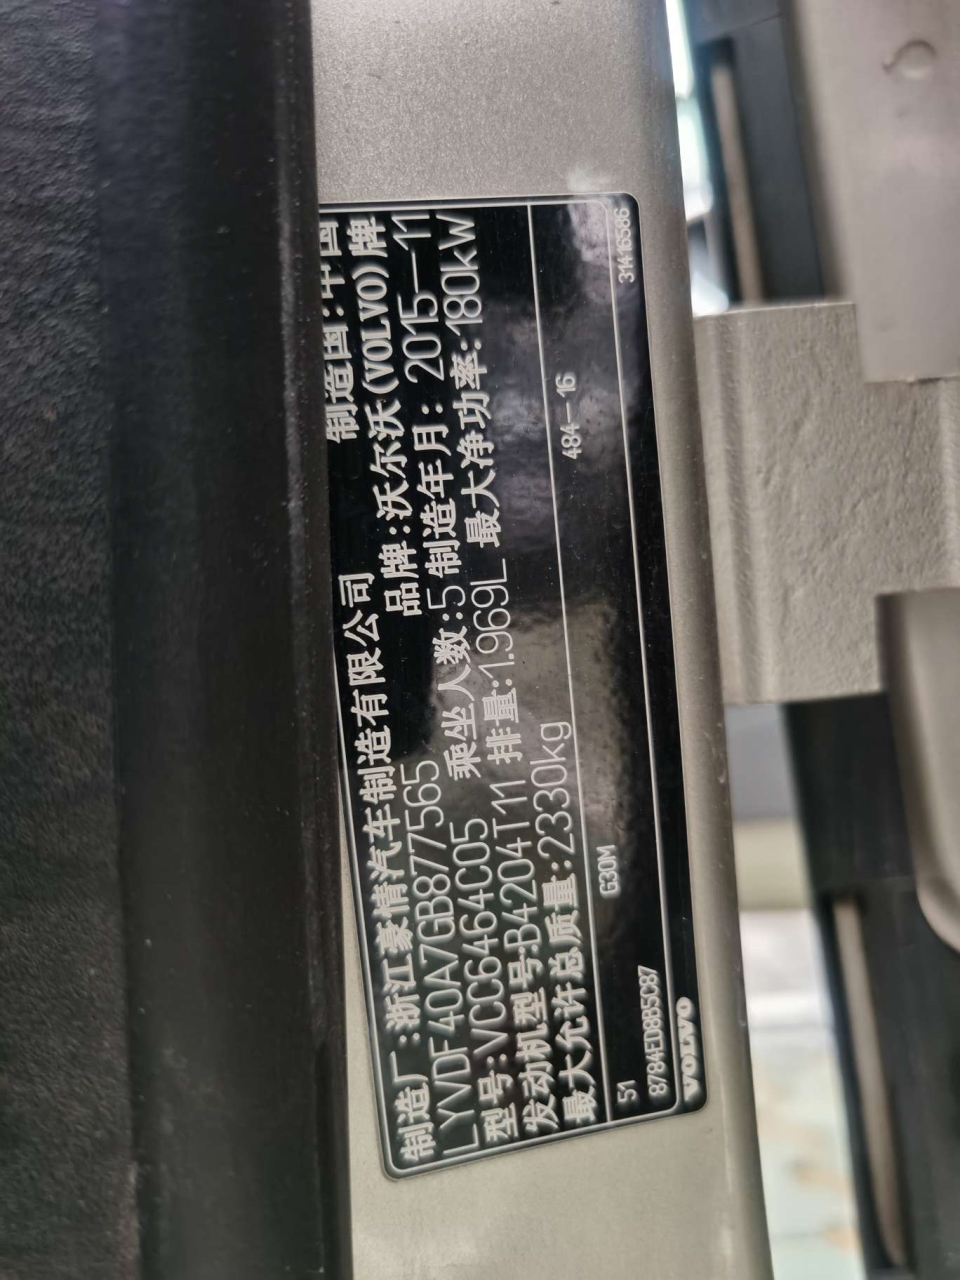 制造国:中国
制造厂:浙江豪情汽车制造有限公司
品牌:沃尔沃(VOLVO)牌
LYVDF40A7GB877565
乘坐人数:5 制造年月: 2015—11
型号:VCC6464C05
排量:1.969L 最大净功率:180kW
发动机型号:B4204T11
最大允许总质量:2330kg
484-16
G30M
51
8784ED8B5C87
31416586
VOLVO